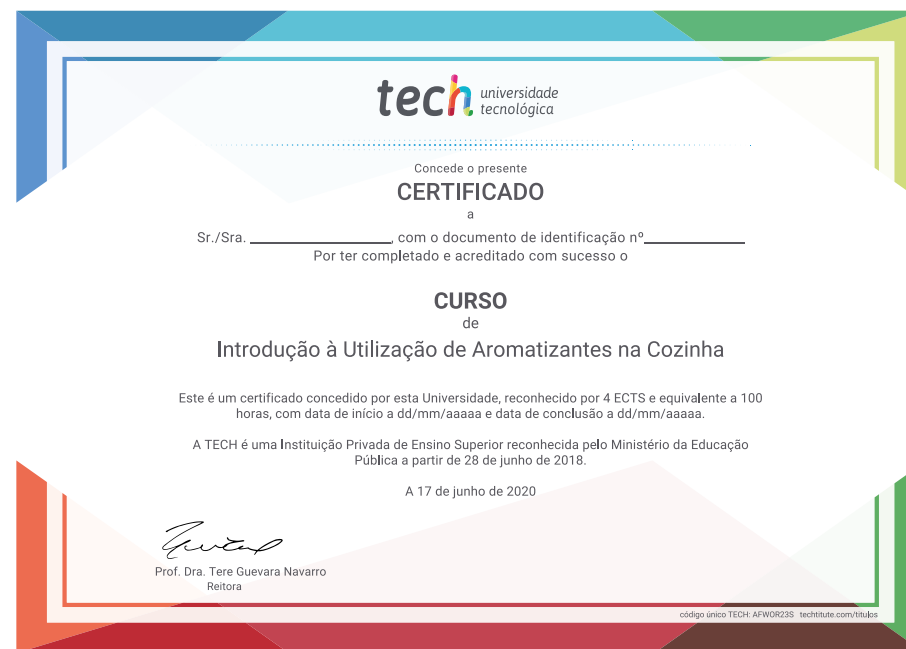 tech universidade
tecnológica
Concede o presente
CERTIFICADO
a
Sr./Sra. ____________________, com o documento de identificação nº______________
Por ter completado e acreditado com sucesso o
CURSO
de
Introdução à Utilização de Aromatizantes na Cozinha
Este é um certificado concedido por esta Universidade, reconhecido por 4 ECTS e equivalente a 100
horas, com data de início a dd/mm/aaaaa e data de conclusão a dd/mm/aaaaa.
A TECH é uma Instituição Privada de Ensino Superior reconhecida pelo Ministério da Educação
Pública a partir de 28 de junho de 2018.
A 17 de junho de 2020
Prof. Dra. Tere Guevara Navarro
Reitora
código único TECH: AFWOR23S techtitute.com/titulos